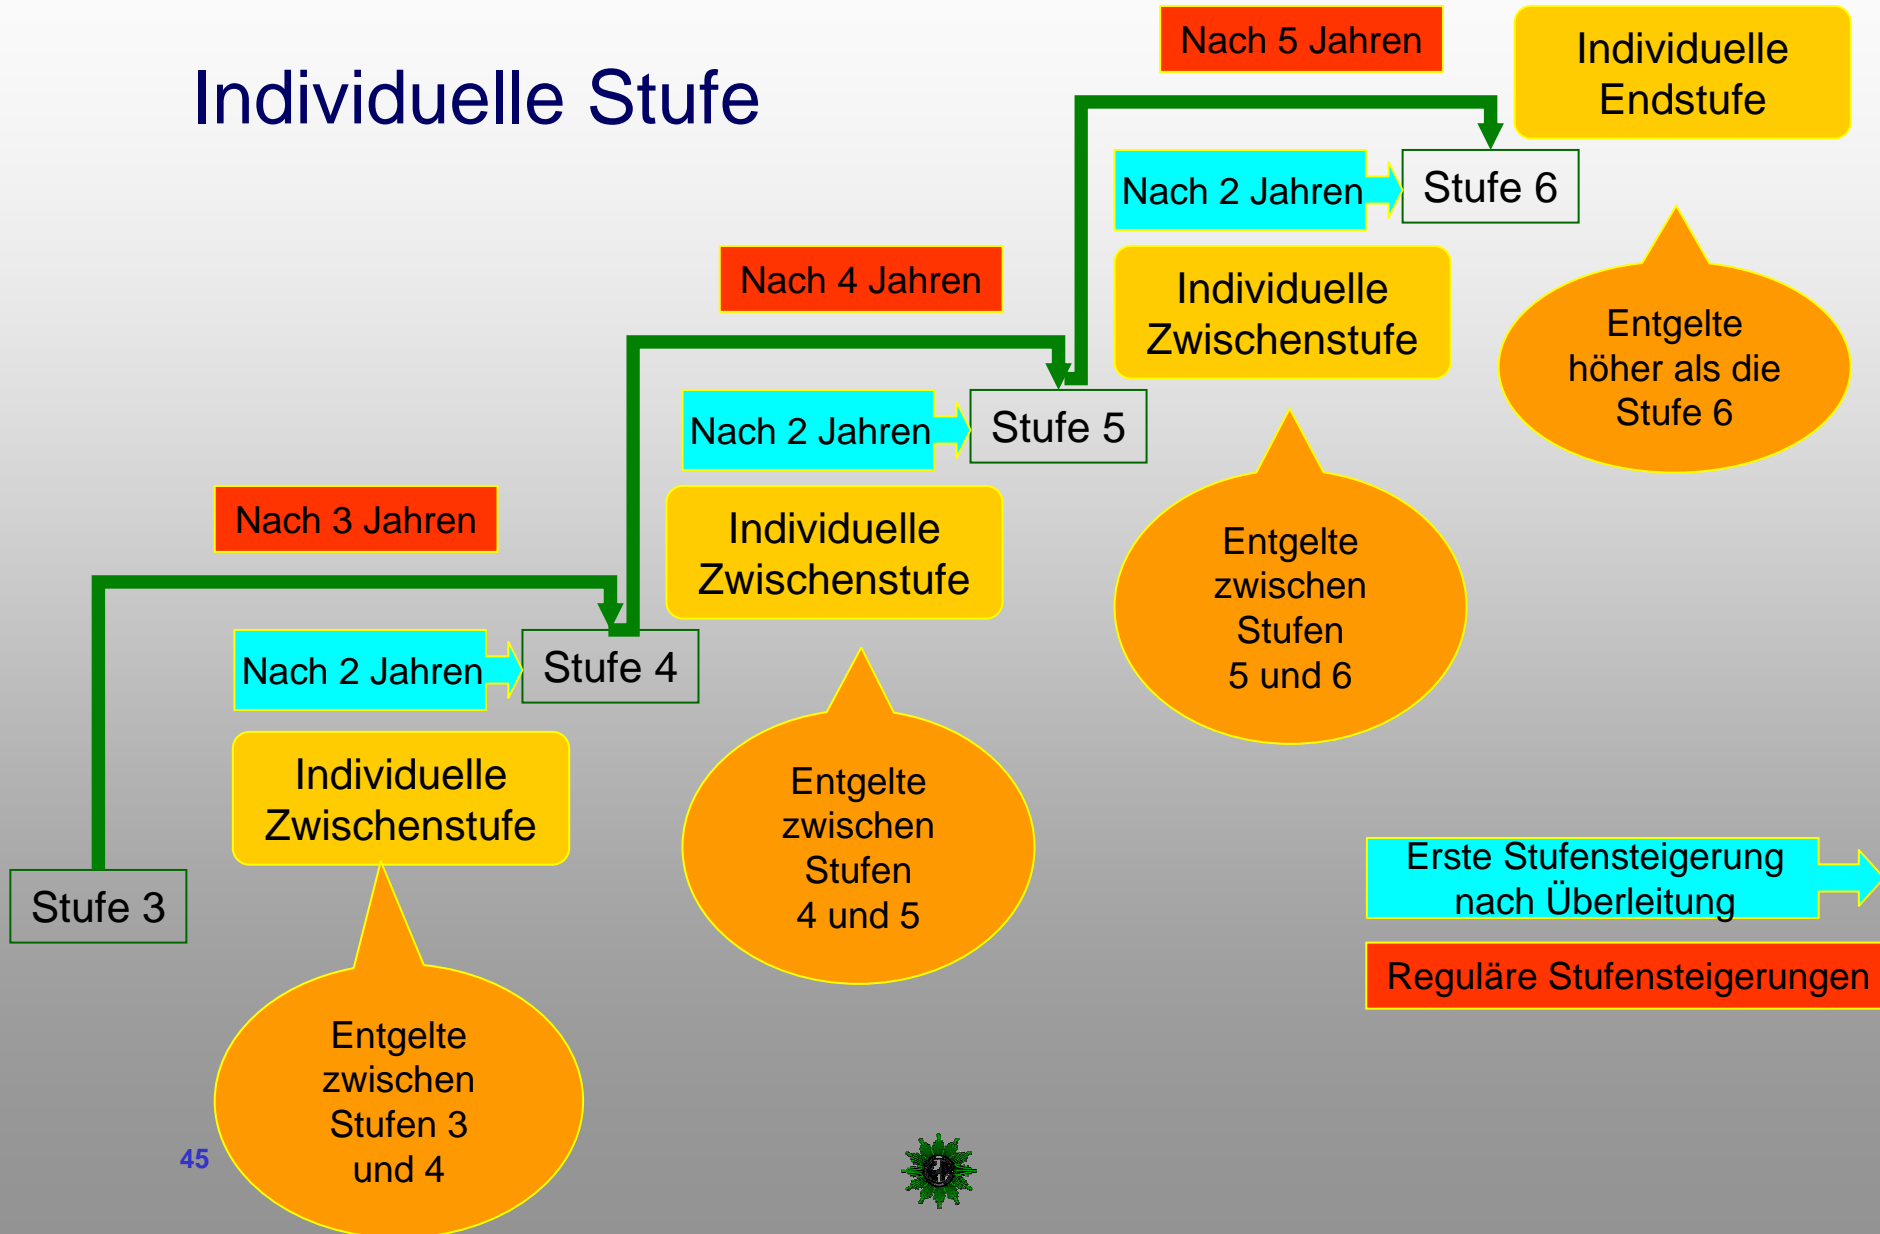 Individuelle Stufe
Nach 5 Jahren
Individuelle
Endstufe
Nach 2 Jahren
Stufe 6
Nach 4 Jahren
Individuelle
Zwischenstufe
Entgelte
höher als die
Stufe 6
Nach 2 Jahren
Stufe 5
Nach 3 Jahren
Individuelle
Zwischenstufe
Entgelte
zwischen
Stufen
5 und 6
Nach 2 Jahren
Stufe 4
Individuelle
Zwischenstufe
Entgelte
zwischen
Stufen
4 und 5
Stufe 3
Erste Stufensteigerung
nach Überleitung
Reguläre Stufensteigerungen
Entgelte
zwischen
Stufen 3
und 4
45